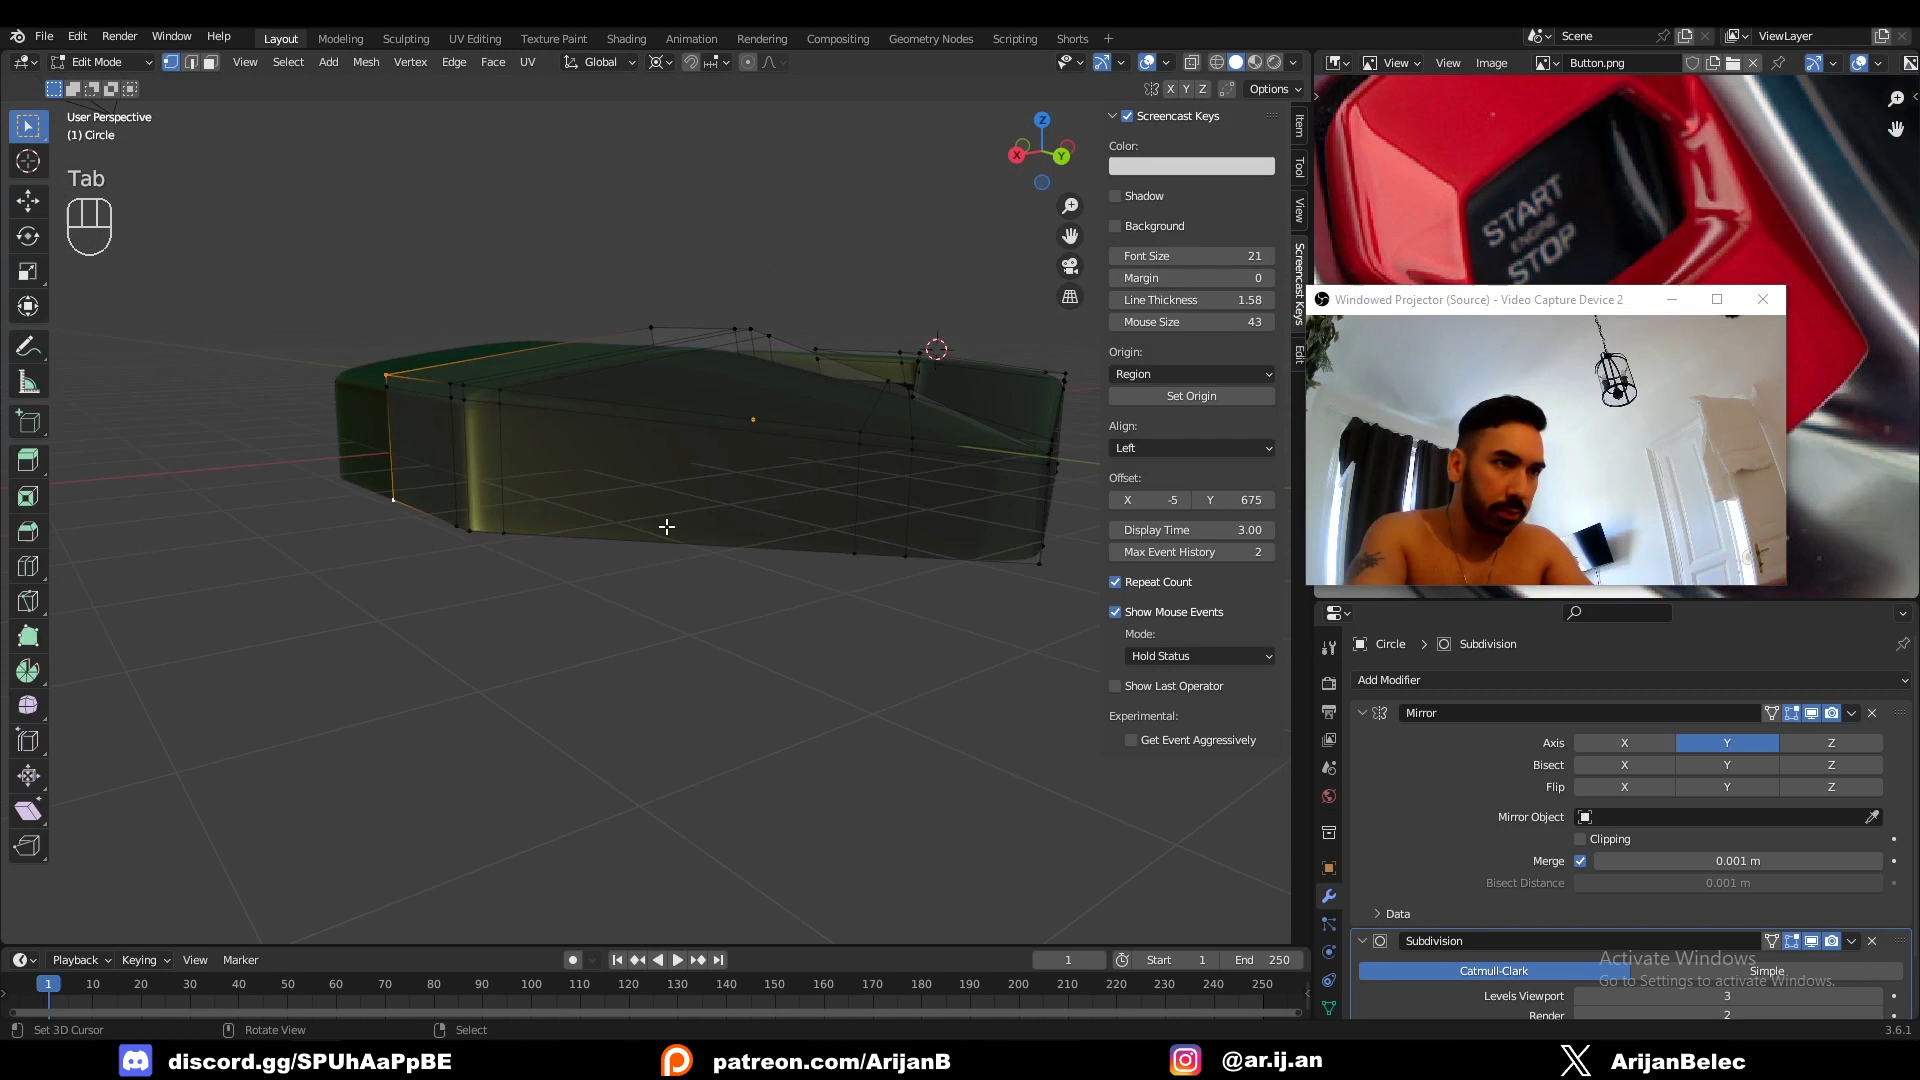 File Edit Render Window Help Layout Modeling Sculpting UV Editing Texture Paint Shading Animation Rendering Compositing Geometry Nodes Scripting Shorts + Scene ViewLayer
Edit Mode View Select Add Mesh Vertex Edge Face UV Global View View Image Button.png
X Y Z Options
User Perspective
(1) Circle
Tab
Z
X
Y
Screencast Keys
Color:
Shadow
Background
Font Size 21
Margin 0
Line Thickness 1.58
Mouse Size 43
Origin:
Region
Set Origin
Align:
Left
Offset:
X -5 Y 675
Display Time 3.00
Max Event History 2
Repeat Count
Show Mouse Events
Mode:
Hold Status
Show Last Operator
Experimental:
Get Event Aggressively
Item
Tool
View
Screencast Keys
Edit
START
ENGINE
STOP
Windowed Projector (Source) - Video Capture Device 2
Circle > Subdivision
Add Modifier
Mirror
Axis X Y Z
Bisect X Y Z
Flip X Y Z
Mirror Object
Clipping
Merge 0.001 m
Bisect Distance 0.001 m
Data
Subdivision
Catmull-Clark Simple
Levels Viewport 3
Render 2
Activate Windows
Go to Settings to activate Windows.
Playback Keying View Marker 1 Start 1 End 250
1 10 20 30 40 50 60 70 80 90 100 110 120 130 140 150 160 170 180 190 200 210 220 230 240 250
Set 3D Cursor Rotate View Select 3.6.1
discord.gg/SPUhAaPpBE patreon.com/ArijanB @ar.ij.an ArijanBelec